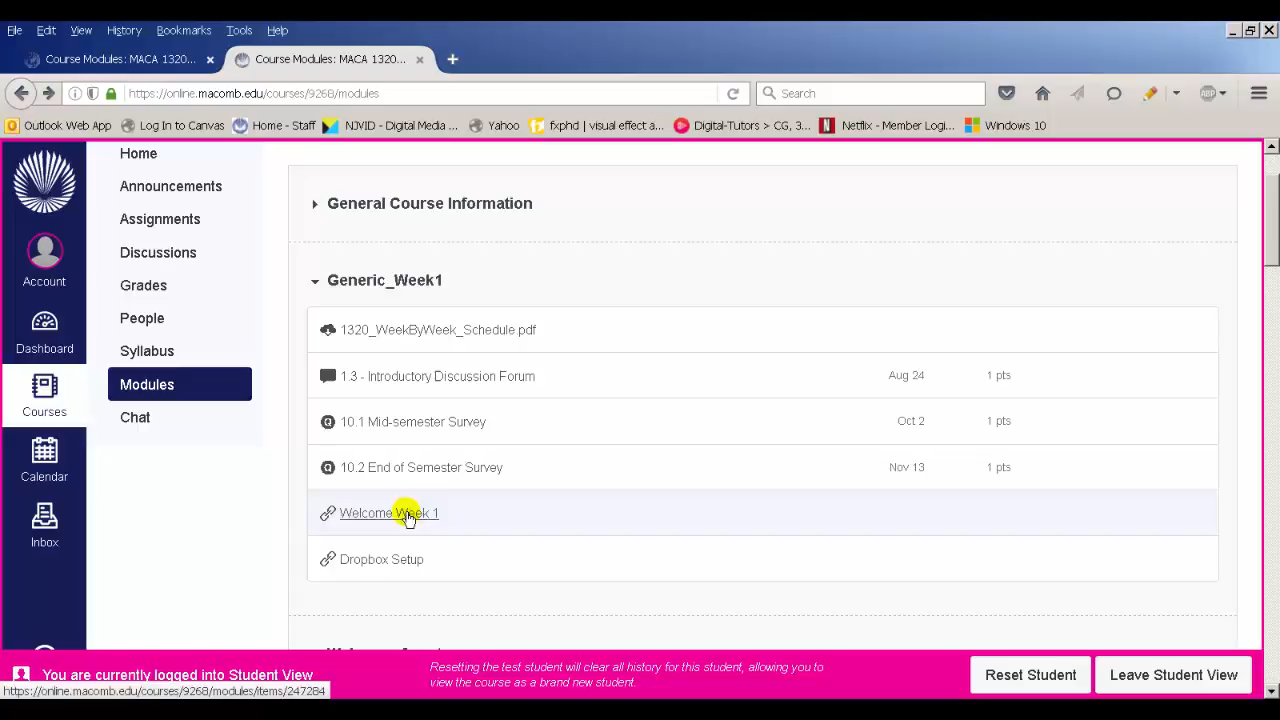 File Edit View History Bookmarks Tools Help
Course Modules: MACA 1320... × Course Modules: MACA 1320... × +
https://online.macomb.edu/courses/9268/modules Search
Outlook Web App Log In to Canvas Home - Staff NJVID - Digital Media ... Yahoo fxphd | visual effect a... Digital-Tutors > CG, 3... Netflix - Member Logi... Windows 10
Home
Announcements
Assignments
Discussions
Grades
People
Syllabus
Modules
Chat
Account
Dashboard
Courses
Calendar
Inbox
General Course Information
Generic_Week1
1320_WeekByWeek_Schedule.pdf
1.3 - Introductory Discussion Forum Aug 24 1 pts
10.1 Mid-semester Survey Oct 2 1 pts
10.2 End of Semester Survey Nov 13 1 pts
Welcome Week 1
Dropbox Setup
You are currently logged into Student View
Resetting the test student will clear all history for this student, allowing you to
view the course as a brand new student.
Reset Student Leave Student View
https://online.macomb.edu/courses/9268/modules/items/247284